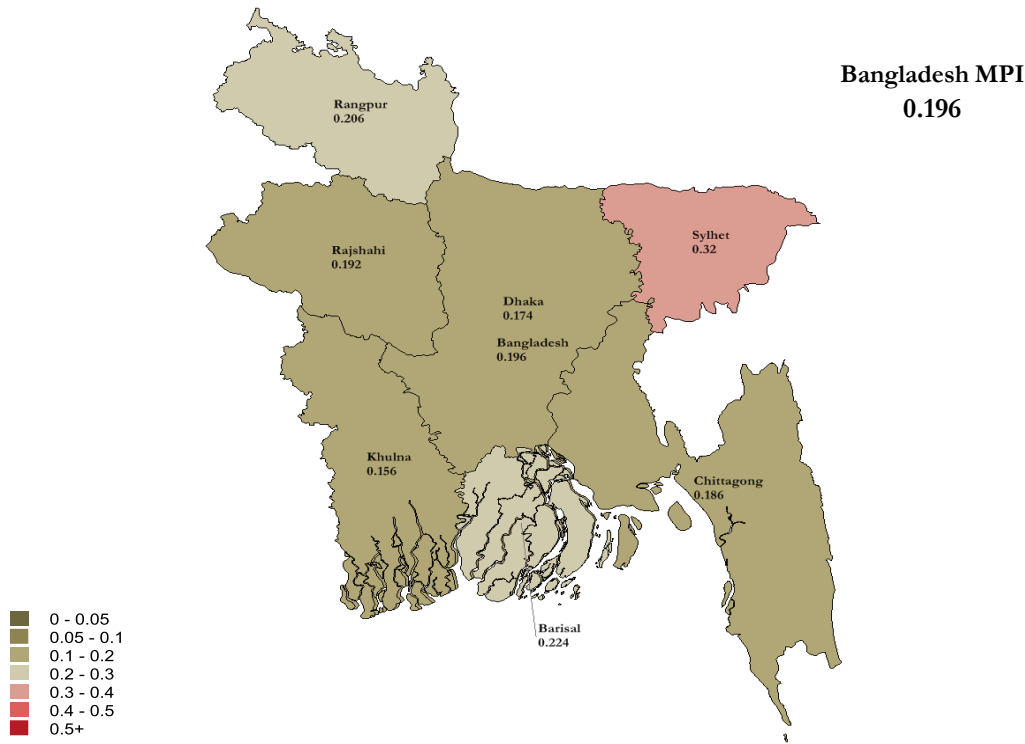 Bangladesh MPI
0.196
Rangpur
0.206
Sylhet
0.32
Rajshahi
0.192
Dhaka
0.174
Bangladesh
0.196
Khulna
0.156
Chittagong
0.186
Barisal
0.224
0 - 0.05
0.05 - 0.1
0.1 - 0.2
0.2 - 0.3
0.3 - 0.4
0.4 - 0.5
0.5+